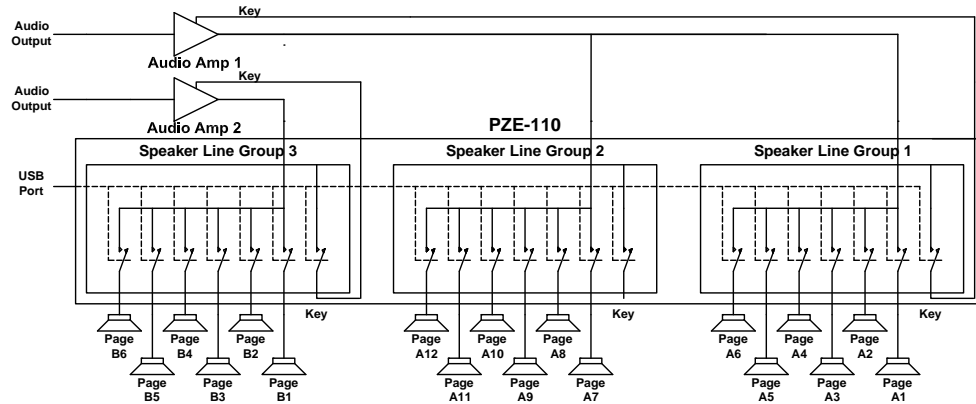 Key
Audio
Output
Audio Amp 1
Key
Audio
Output
Audio Amp 2
PZE-110
Speaker Line Group 3
Speaker Line Group 2
Speaker Line Group 1
USB
Port
Key
Key
Key
Page
B6
Page
B4
Page
B2
Page
A12
Page
A10
Page
A8
Page
A6
Page
A4
Page
A2
Page
B5
Page
B3
Page
B1
Page
A11
Page
A9
Page
A7
Page
A5
Page
A3
Page
A1